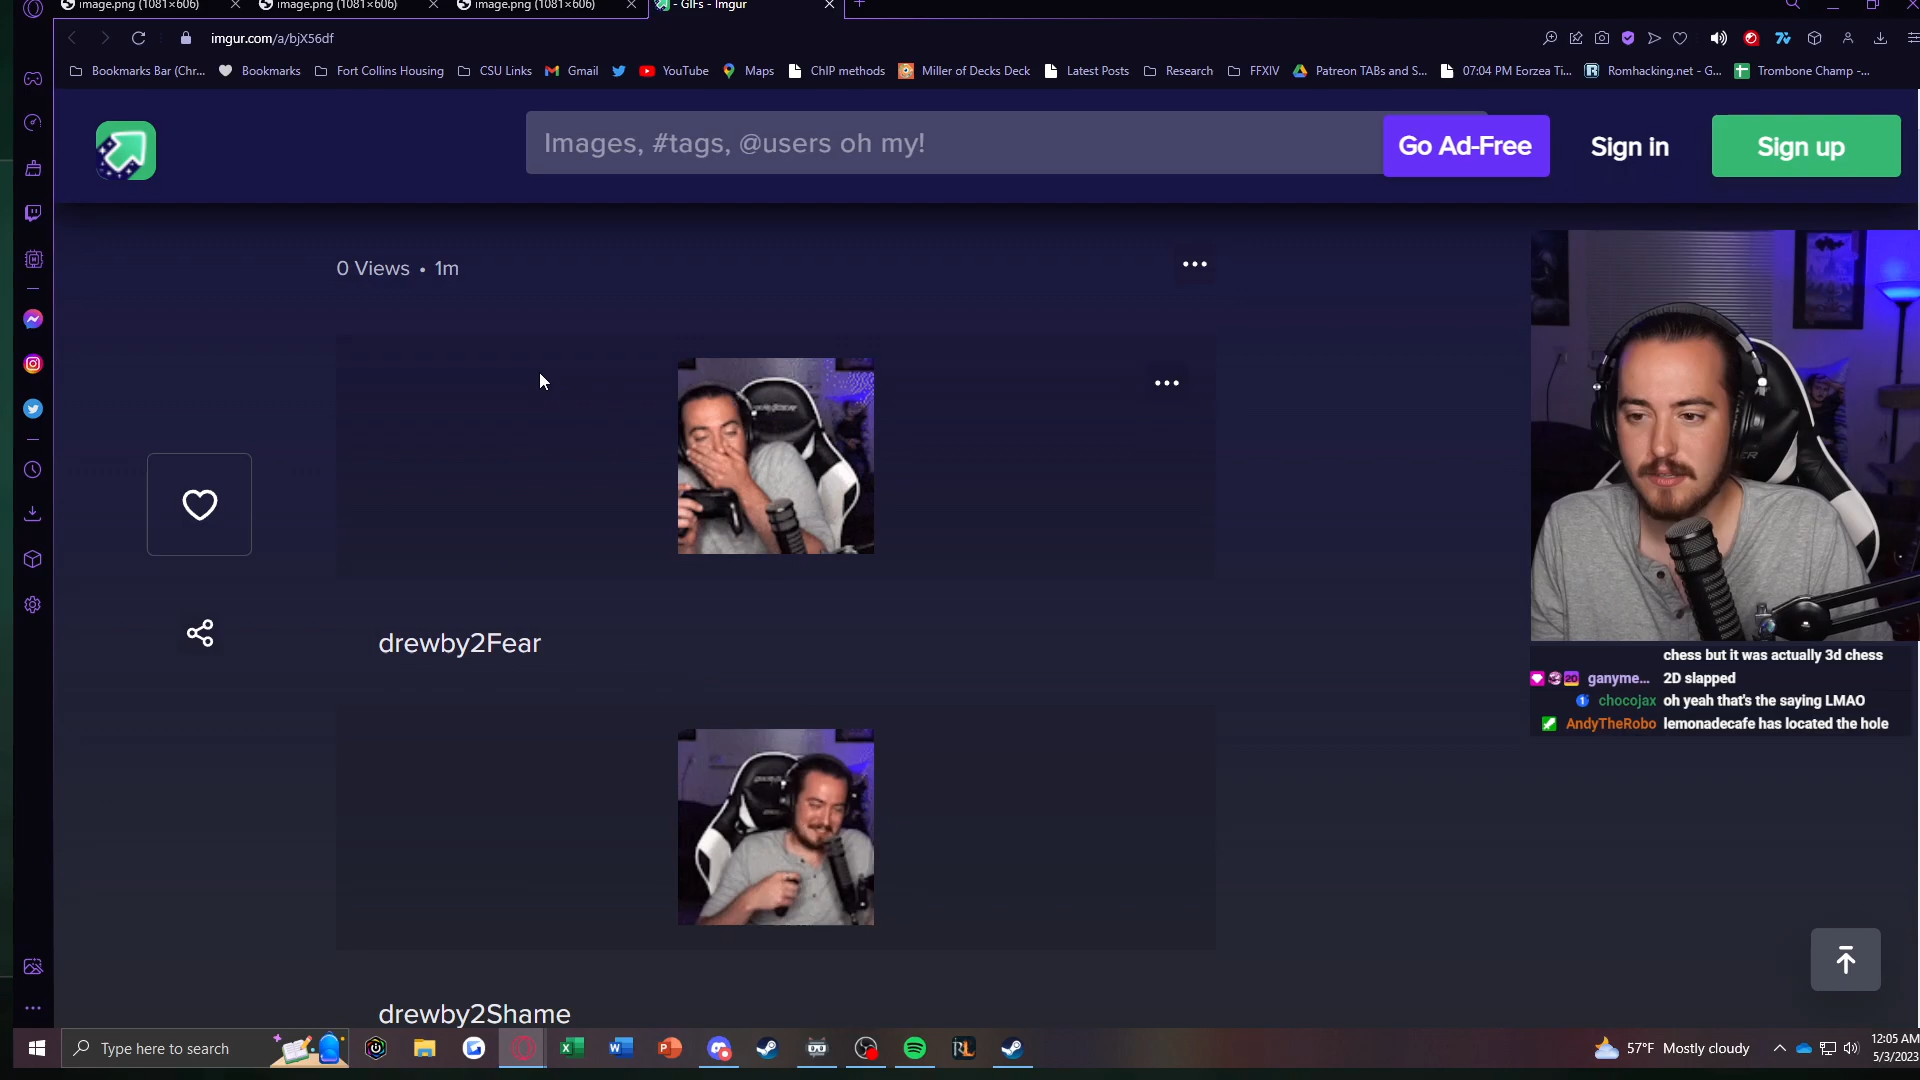 image.png (1081×606)
image.png (1081×606)
image.png (1081×606)
- GIFs - Imgur
imgur.com/a/bjX56df
Bookmarks Bar (Chr...
Bookmarks
Fort Collins Housing
CSU Links
Gmail
YouTube
Maps
ChIP methods
Miller of Decks Deck
Latest Posts
Research
FFXIV
Patreon TABs and S...
07:04 PM Eorzea Ti...
Romhacking.net - G...
Trombone Champ -...
Images, #tags, @users oh my!
Go Ad-Free
Sign in
Sign up
0 Views • 1m
drewby2Fear
drewby2Shame
chess but it was actually 3d chess
20 ganyme... 2D slapped
1 chocojax oh yeah that's the saying LMAO
AndyTheRobo lemonadecafe has located the hole
Type here to search
57°F Mostly cloudy
12:05 AM
5/3/2023